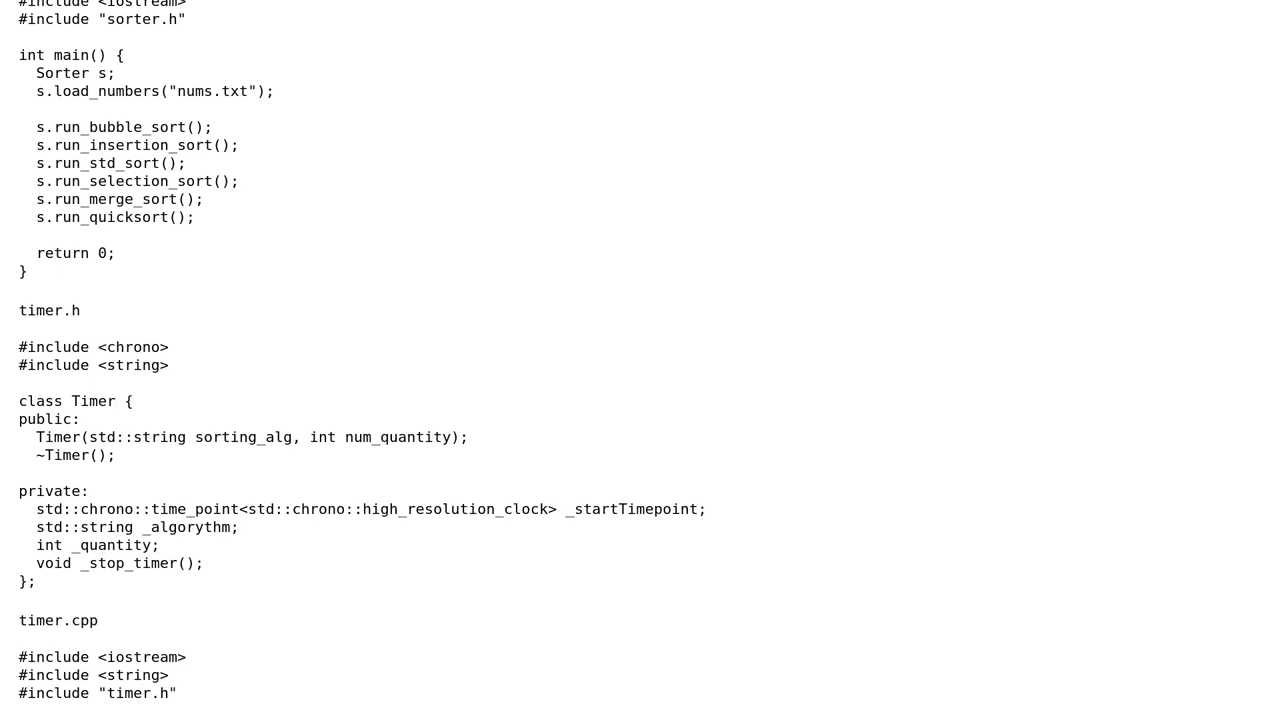 #include <iostream>
#include "sorter.h"
int main() {
  Sorter s;
  s.load_numbers("nums.txt");
  s.run_bubble_sort();
  s.run_insertion_sort();
  s.run_std_sort();
  s.run_selection_sort();
  s.run_merge_sort();
  s.run_quicksort();
  return 0;
}
timer.h
#include <chrono>
#include <string>
class Timer {
public:
  Timer(std::string sorting_alg, int num_quantity);
  ~Timer();
private:
  std::chrono::time_point<std::chrono::high_resolution_clock> _startTimepoint;
  std::string _algorythm;
  int _quantity;
  void _stop_timer();
};
timer.cpp
#include <iostream>
#include <string>
#include "timer.h"